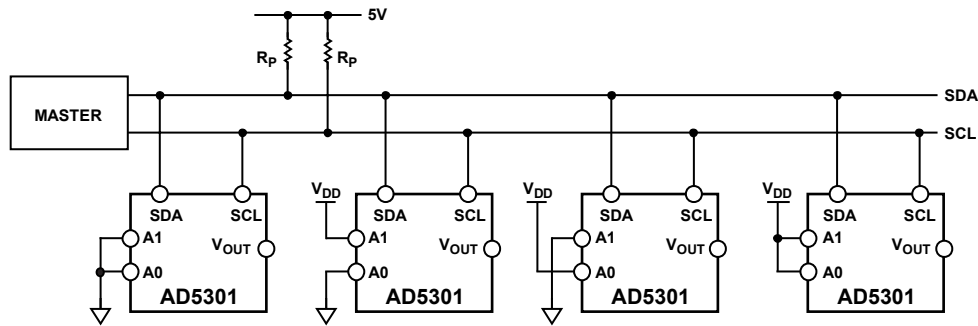 5V
RP RP
SDA
MASTER
SCL
VDD VDD VDD
SDA SCL SDA SCL SDA SCL SDA SCL
A1 A1 A1 A1
VOUT VOUT VOUT VOUT
A0 A0 A0 A0
AD5301 AD5301 AD5301 AD5301